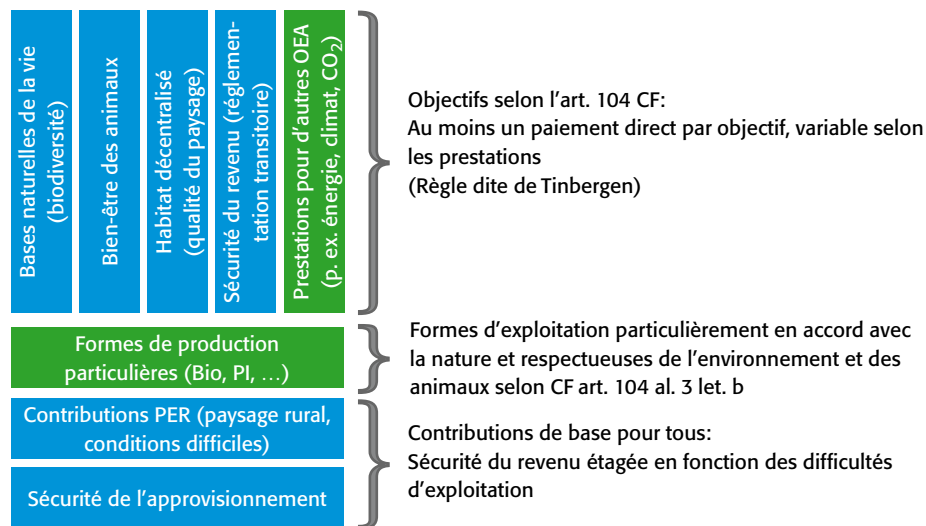 Bases naturelles de la vie
(biodiversité)
Bien-être des animaux
Habitat décentralisé
(qualité du paysage)
Sécurité du revenu (réglemen-
tation transitoire)
Prestations pour d’autres OEA
(p. ex. énergie, climat, CO2)
Objectifs selon l’art. 104 CF:
Au moins un paiement direct par objectif, variable selon
les prestations
(Règle dite de Tinbergen)
Formes de production
particulières (Bio, PI, …)
Formes d’exploitation particulièrement en accord avec
la nature et respectueuses de l’environnement et des
animaux selon CF art. 104 al. 3 let. b
Contributions PER (paysage rural,
conditions difficiles)
Sécurité de l’approvisionnement
Contributions de base pour tous:
Sécurité du revenu étagée en fonction des difficultés
d’exploitation